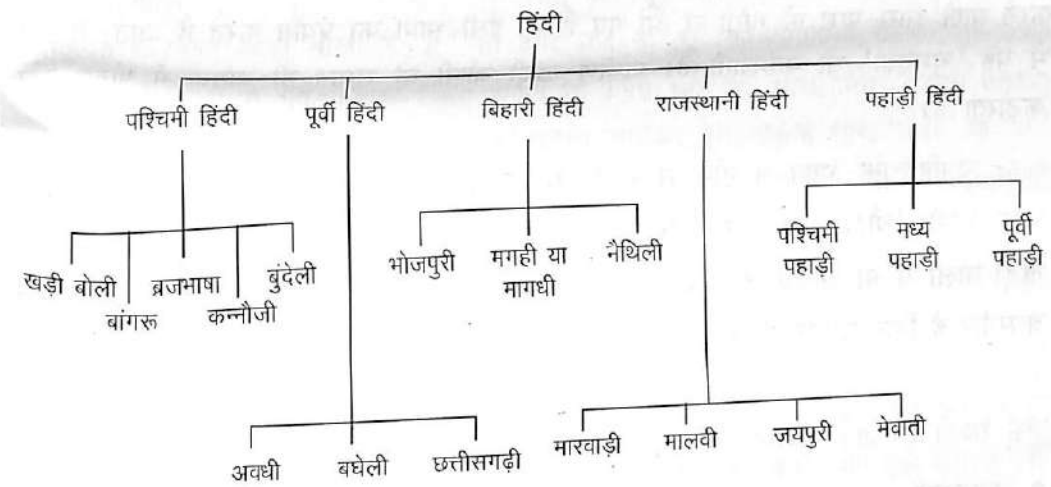 हिंदी
पश्चिमी हिंदी
पूर्वी हिंदी
बिहारी हिंदी
राजस्थानी हिंदी
पहाड़ी हिंदी
खड़ी बोली
बांगरू
ब्रजभाषा
कन्नौजी
बुंदेली
भोजपुरी
मगही या
मागधी
नैथिली
पश्चिमी
पहाड़ी
मध्य
पहाड़ी
पूर्वी
पहाड़ी
अवधी
बघेली
छत्तीसगढ़ी
मारवाड़ी
मालवी
जयपुरी
मेवाती